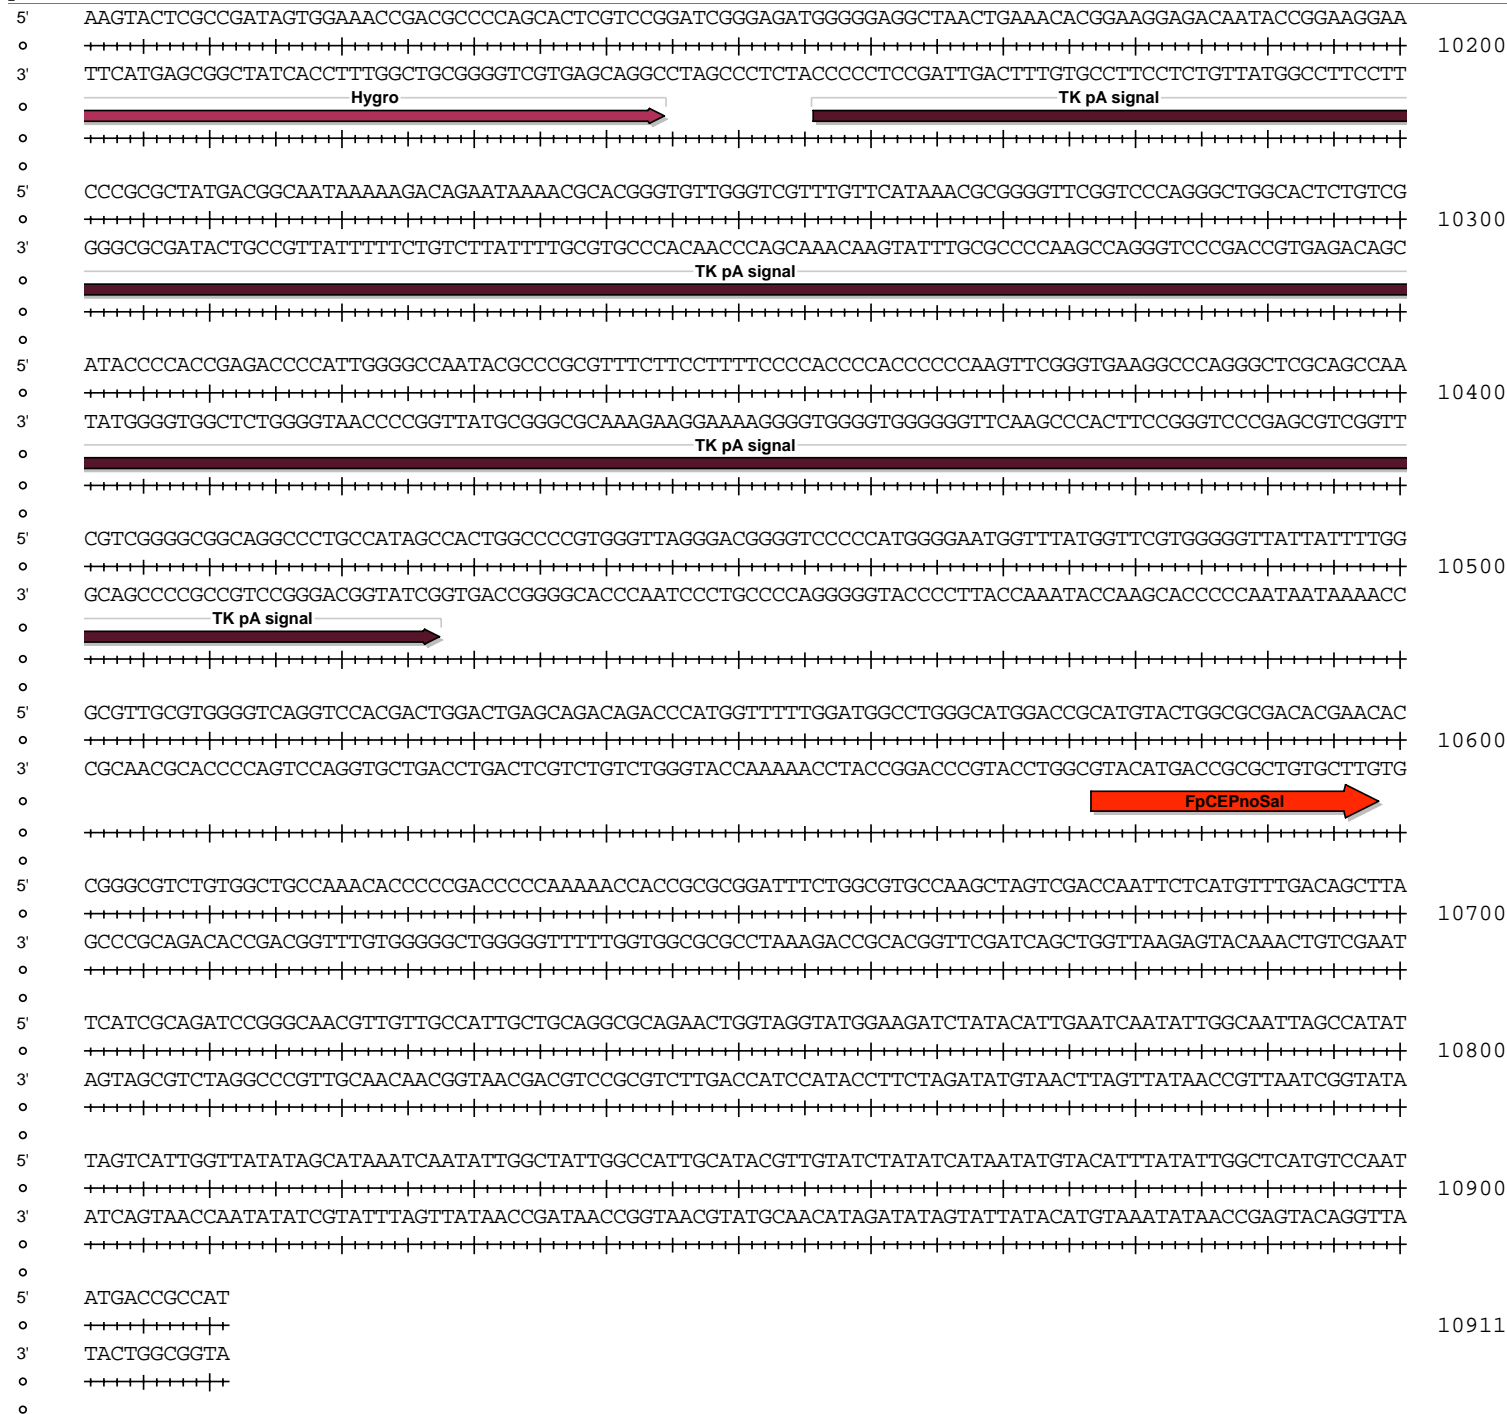 5' AAGTACTCGCCGATAGTGGAAACCGACGCCCCAGCACTCGTCCGGATCGGGAGATGGGGGAGGCTAACTGAAACACGGAAGGAGACAATACCGGAAGGAA
10200
3' TTCATGAGCGGCTATCACCTTTGGCTGCGGGGTCGTGAGCAGGCCTAGCCCTCTACCCCCTCCGATTGACTTTGTGCCTTCCTCTGTTATGGCCTTCCTT
Hygro TK pA signal
5' CCCGCGCTATGACGGCAATAAAAAGACAGAATAAAACGCACGGGTGTTGGGTCGTTTGTTCATAAACGCGGGGTTCGGTCCCAGGGCTGGCACTCTGTCG
10300
3' GGGCGCGATACTGCCGTTATTTTTCTGTCTTATTTTGCGTGCCCACAACCCAGCAAACAAGTATTTGCGCCCCAAGCCAGGGTCCCGACCGTGAGACAGC
TK pA signal
5' ATACCCCACCGAGACCCCATTGGGGCCAATACGCCCGCGTTTCTTCCTTTTCCCCACCCCACCCCCCAAGTTCGGGTGAAGGCCCAGGGCTCGCAGCCAA
10400
3' TATGGGGTGGCTCTGGGGTAACCCCGGTTATGCGGGCGCAAAGAAGGAAAAGGGGTGGGGTGGGGGGTTCAAGCCCACTTCCGGGTCCCGAGCGTCGGTT
TK pA signal
5' CGTCGGGGCGGCAGGCCCTGCCATAGCCACTGGCCCCGTGGGTTAGGGACGGGGTCCCCCATGGGGAATGGTTTATGGTTCGTGGGGGTTATTATTTTGG
10500
3' GCAGCCCCGCCGTCCGGGACGGTATCGGTGACCGGGGCACCCAATCCCTGCCCCAGGGGGTACCCCTTACCAAATACCAAGCACCCCCAATAATAAAACC
TK pA signal
5' GCGTTGCGTGGGGTCAGGTCCACGACTGGACTGAGCAGACAGACCCATGGTTTTTGGATGGCCTGGGCATGGACCGCATGTACTGGCGCGACACGAACAC
10600
3' CGCAACGCACCCCAGTCCAGGTGCTGACCTGACTCGTCTGTCTGGGTACCAAAAACCTACCGGACCCGTACCTGGCGTACATGACCGCGCTGTGCTTGTG
FpCEPnoSal
5' CGGGCGTCTGTGGCTGCCAAACACCCCCGACCCCCAAAAACCACCGCGCGGATTTCTGGCGTGCCAAGCTAGTCGACCAATTCTCATGTTTGACAGCTTA
10700
3' GCCCGCAGACACCGACGGTTTGTGGGGGCTGGGGGTTTTTGGTGGCGCGCCTAAAGACCGCACGGTTCGATCAGCTGGTTAAGAGTACAAACTGTCGAAT
5' TCATCGCAGATCCGGGCAACGTTGTTGCCATTGCTGCAGGCGCAGAACTGGTAGGTATGGAAGATCTATACATTGAATCAATATTGGCAATTAGCCATAT
10800
3' AGTAGCGTCTAGGCCCGTTGCAACAACGGTAACGACGTCCGCGTCTTGACCATCCATACCTTCTAGATATGTAACTTAGTTATAACCGTTAATCGGTATA
5' TAGTCATTGGTTATATAGCATAAATCAATATTGGCTATTGGCCATTGCATACGTTGTATCTATATCATAATATGTACATTTATATTGGCTCATGTCCAAT
10900
3' ATCAGTAACCAATATATCGTATTTAGTTATAACCGATAACCGGTAACGTATGCAACATAGATATAGTATTATACATGTAAATATAACCGAGTACAGGTTA
5' ATGACCGCCAT
10911
3' TACTGGCGGTA